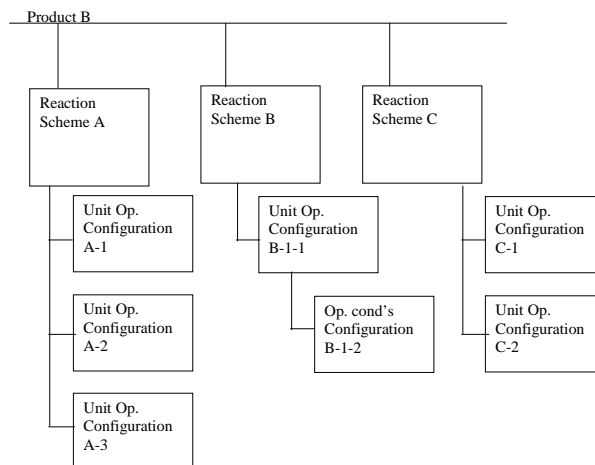 Product B
Reaction
Scheme A
Reaction
Scheme B
Reaction
Scheme C
Unit Op.
Configuration
A-1
Unit Op.
Configuration
B-1-1
Unit Op.
Configuration
C-1
Unit Op.
Configuration
A-2
Op. cond's
Configuration
B-1-2
Unit Op.
Configuration
C-2
Unit Op.
Configuration
A-3